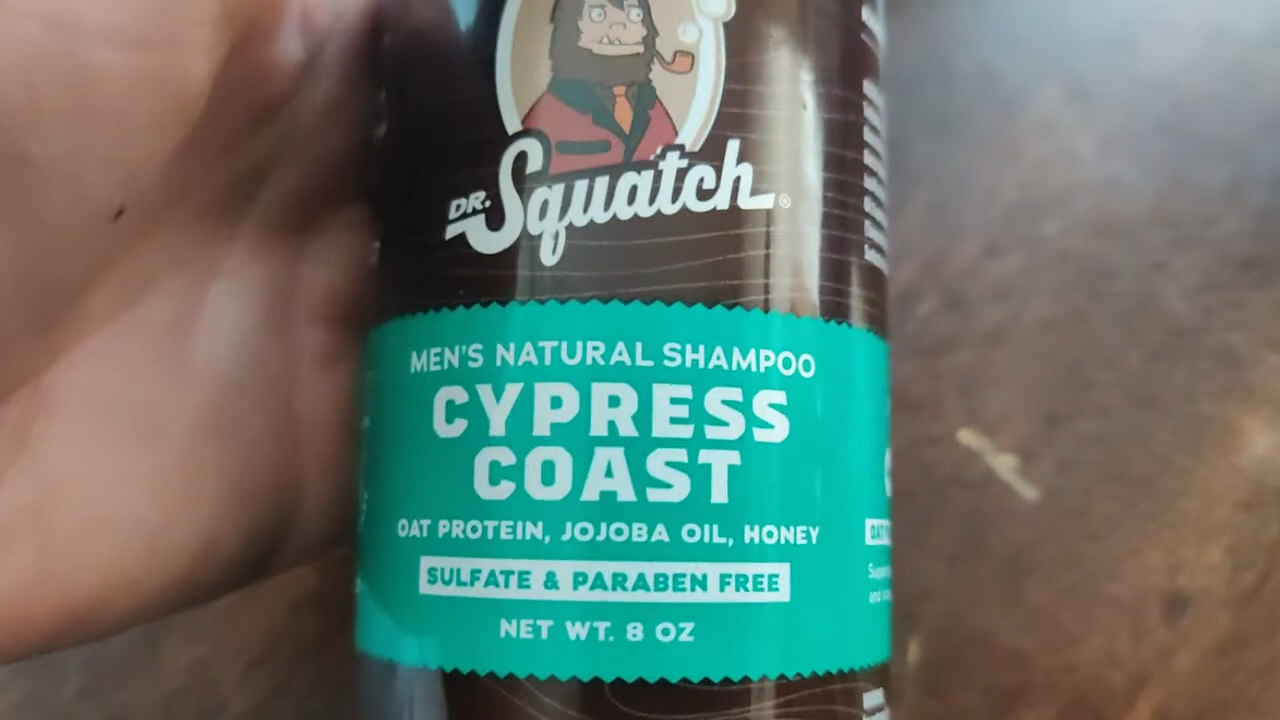 DR. Squatch®
MEN'S NATURAL SHAMPOO
CYPRESS
COAST
OAT PROTEIN, JOJOBA OIL, HONEY
SULFATE & PARABEN FREE
NET WT. 8 OZ